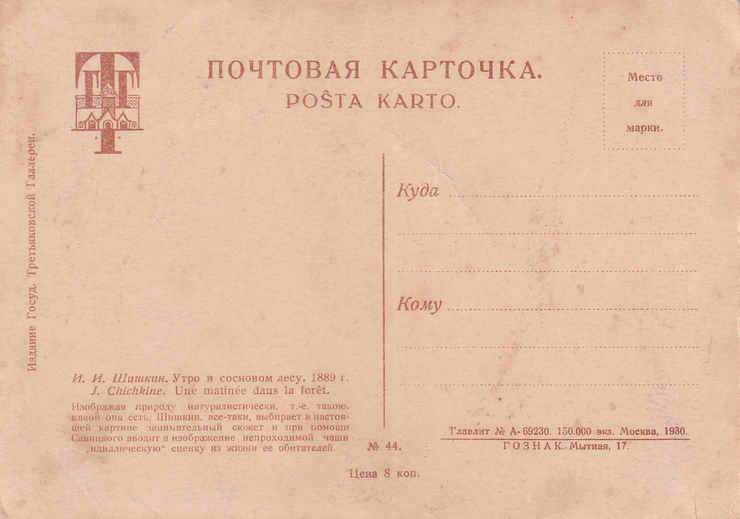 ПОЧТОВАЯ КАРТОЧКА.
POŜTA KARTO.
Место
для
марки.
Издание Госуд. Третьяковской Галлереи.
Куда
Кому
И. И. Шишкин. Утро в сосновом лесу, 1889 г.
J. Chichkine. Une matinée dans la forêt.
Изображая природу натуралистически, т.-е. такою,
какой она есть, Шишкин, все-таки, выбирает в настоя-
щей картине занимательный сюжет и при помощи
Савицкого вводит в изображение непроходимой чащи
„идиллическую" сценку из жизни ее обитателей.
№ 44.
Цена 8 коп.
Главлит № А-69230. 150.000 экз. Москва, 1930.
ГОЗНАК. Мытная, 17.